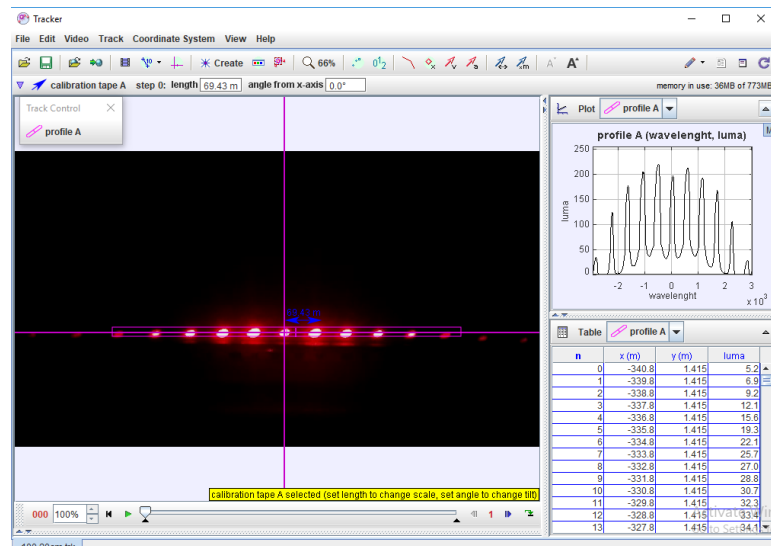 Tracker
File Edit Video Track Coordinate System View Help
Create 66%
calibration tape A step 0: length 69.43 m angle from x-axis 0.0° memory in use: 36MB of 773MB
Track Control
profile A
Plot profile A
profile A (wavelenght, luma)
250
200
150
100
50
0
luma
-2 -1 0 1 2 3
wavelenght x 10^3
69.43 m
Table profile A
n x (m) y (m) luma
0 -340.8 1.415 5.2
1 -339.8 1.415 6.9
2 -338.8 1.415 9.2
3 -337.8 1.415 12.1
4 -336.8 1.415 15.6
5 -335.8 1.415 19.3
6 -334.8 1.415 22.1
7 -333.8 1.415 25.7
8 -332.8 1.415 27.0
9 -331.8 1.415 28.8
10 -330.8 1.415 30.7
11 -329.8 1.415 32.3
12 -328.8 1.415 33.4
13 -327.8 1.415 34.1
calibration tape A selected (set length to change scale, set angle to change tilt)
000 100% 1